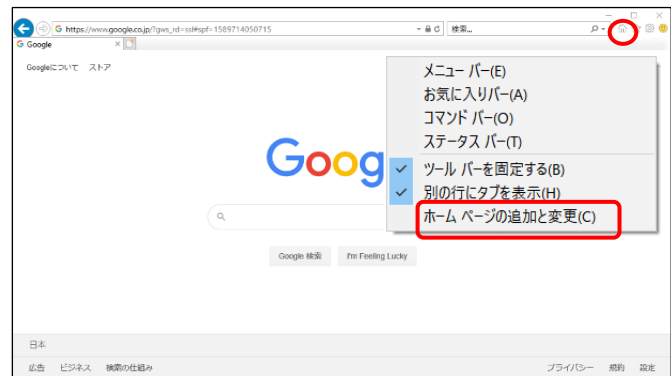 https://www.google.co.jp/?gws_rd=ssl#spf=1589714050715
検索...
Google
Googleについて ストア
メニュー バー(E)
お気に入りバー(A)
コマンド バー(O)
ステータス バー(T)
ツール バーを固定する(B)
別の行にタブを表示(H)
ホーム ページの追加と変更(C)
Goog
Google 検索 I'm Feeling Lucky
日本
広告 ビジネス 検索の仕組み プライバシー 規約 設定